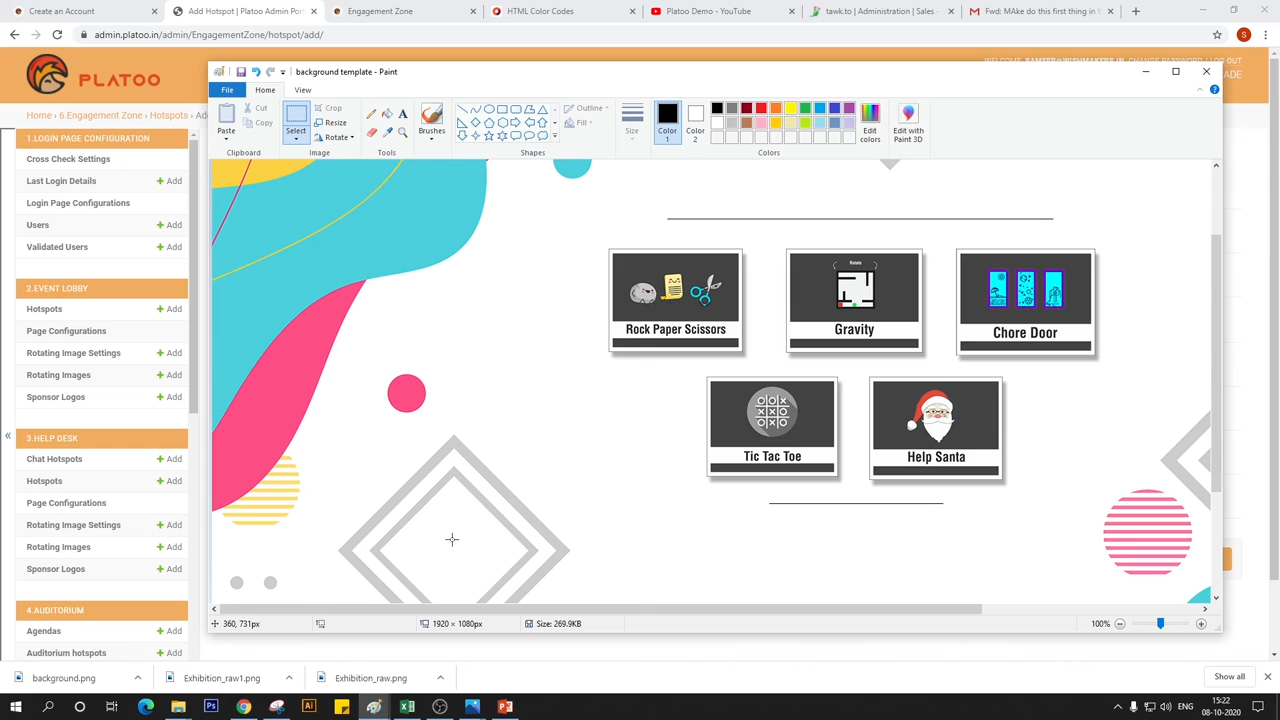 Create an Account
Add Hotspot | Platoo Admin Port
Engagement Zone
HTML Color Codes
Platoo Demo - YouTube
tawk.to | Administration | Sales -
Fwd: MAke do this first thing in th
admin.platoo.in/admin/EngagementZone/hotspot/add/
S
PLATOO
Home › 6.Engagement Zone › Hotspots › Ad
1.LOGIN PAGE CONFIGURATION
Cross Check Settings
Last Login Details
Add
Login Page Configurations
Users
Add
Validated Users
Add
2.EVENT LOBBY
Hotspots
Add
Page Configurations
Rotating Image Settings
Add
Rotating Images
Add
Sponsor Logos
Add
3.HELP DESK
Chat Hotspots
Add
Hotspots
Add
Page Configurations
Rotating Image Settings
Add
Rotating Images
Add
Sponsor Logos
Add
4.AUDITORIUM
Agendas
Add
Auditorium hotspots
Add
background template - Paint
File
Home
View
Paste
Cut
Copy
Clipboard
Select
Crop
Resize
Rotate
Image
A
Tools
Brushes
Outline
Fill
Shapes
Size
Color
1
Color
2
Edit
colors
Colors
Edit with
Paint 3D
Rock Paper Scissors
Rotate
Gravity
Chore Door
Tic Tac Toe
Help Santa
360, 731px
1920 × 1080px
Size: 269.9KB
100%
background.png
Exhibition_raw1.png
Exhibition_raw.png
Show all
ENG
15:22
08-10-2020